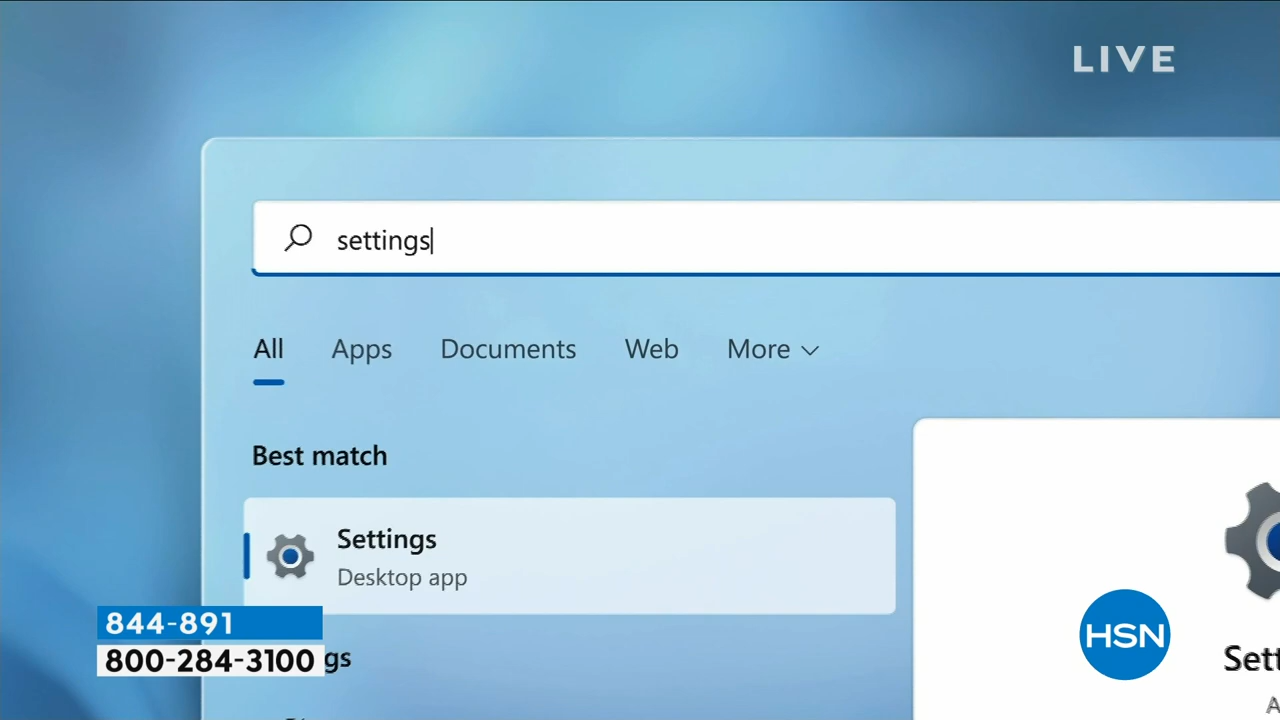 LIVE
settings
All Apps Documents Web More
Best match
Settings
Desktop app
844-891
800-284-3100
gs
HSN
Sett
A